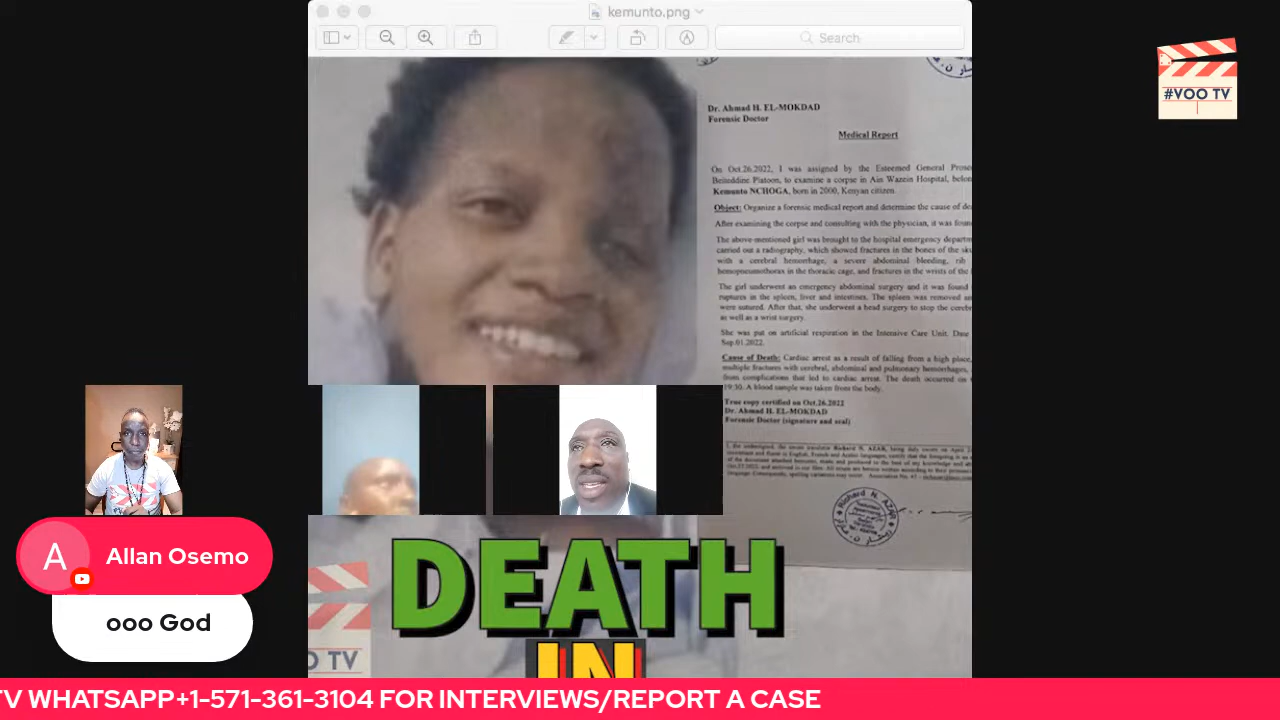 kemunto.png
Search
#VOO TV
Dr. Ahmad H. EL-MOKDAD
Forensic Doctor
Medical Report
On Oct.26,2022, I was assigned by the Esteemed General
Beiteddine Platoon, to examine a corpse in Ain Wazein Hospital,
Kemunto NCHOGA, born in 2000, Kenyan citizen.
Object: Organize a forensic medical report and determine the cause of
After examining the corpse and consulting with the physician, it was
The above-mentioned girl was brought to the hospital emergency
carried out a radiography, which showed fractures in the bones of the
with a cerebral hemorrhage, a severe abdominal bleeding, rib
hemopneumothorax in the thoracic cage, and fractures in the wrists of the
The girl underwent an emergency abdominal surgery and it was found
ruptures in the spleen, liver and intestines. The spleen was removed
were sutured. After that, she underwent a head surgery to stop the
as well as a wrist surgery.
She was put on artificial respiration in the Intensive Care Unit. Date
Sep.01.2022.
Cause of Death: Cardiac arrest as a result of falling from a high place,
multiple fractures with cerebral, abdominal and pulmonary hemorrhages,
from complications that led to cardiac arrest. The death occurred on
19:30. A blood sample was taken from the body.
True copy certified on Oct.26.2022
Dr. Ahmad H. EL-MOKDAD
Forensic Doctor (signature and seal)
Richard N. AZAR
A
Allan Osemo
ooo God
DEATH
IN
O TV
TV WHATSAPP+1-571-361-3104 FOR INTERVIEWS/REPORT A CASE